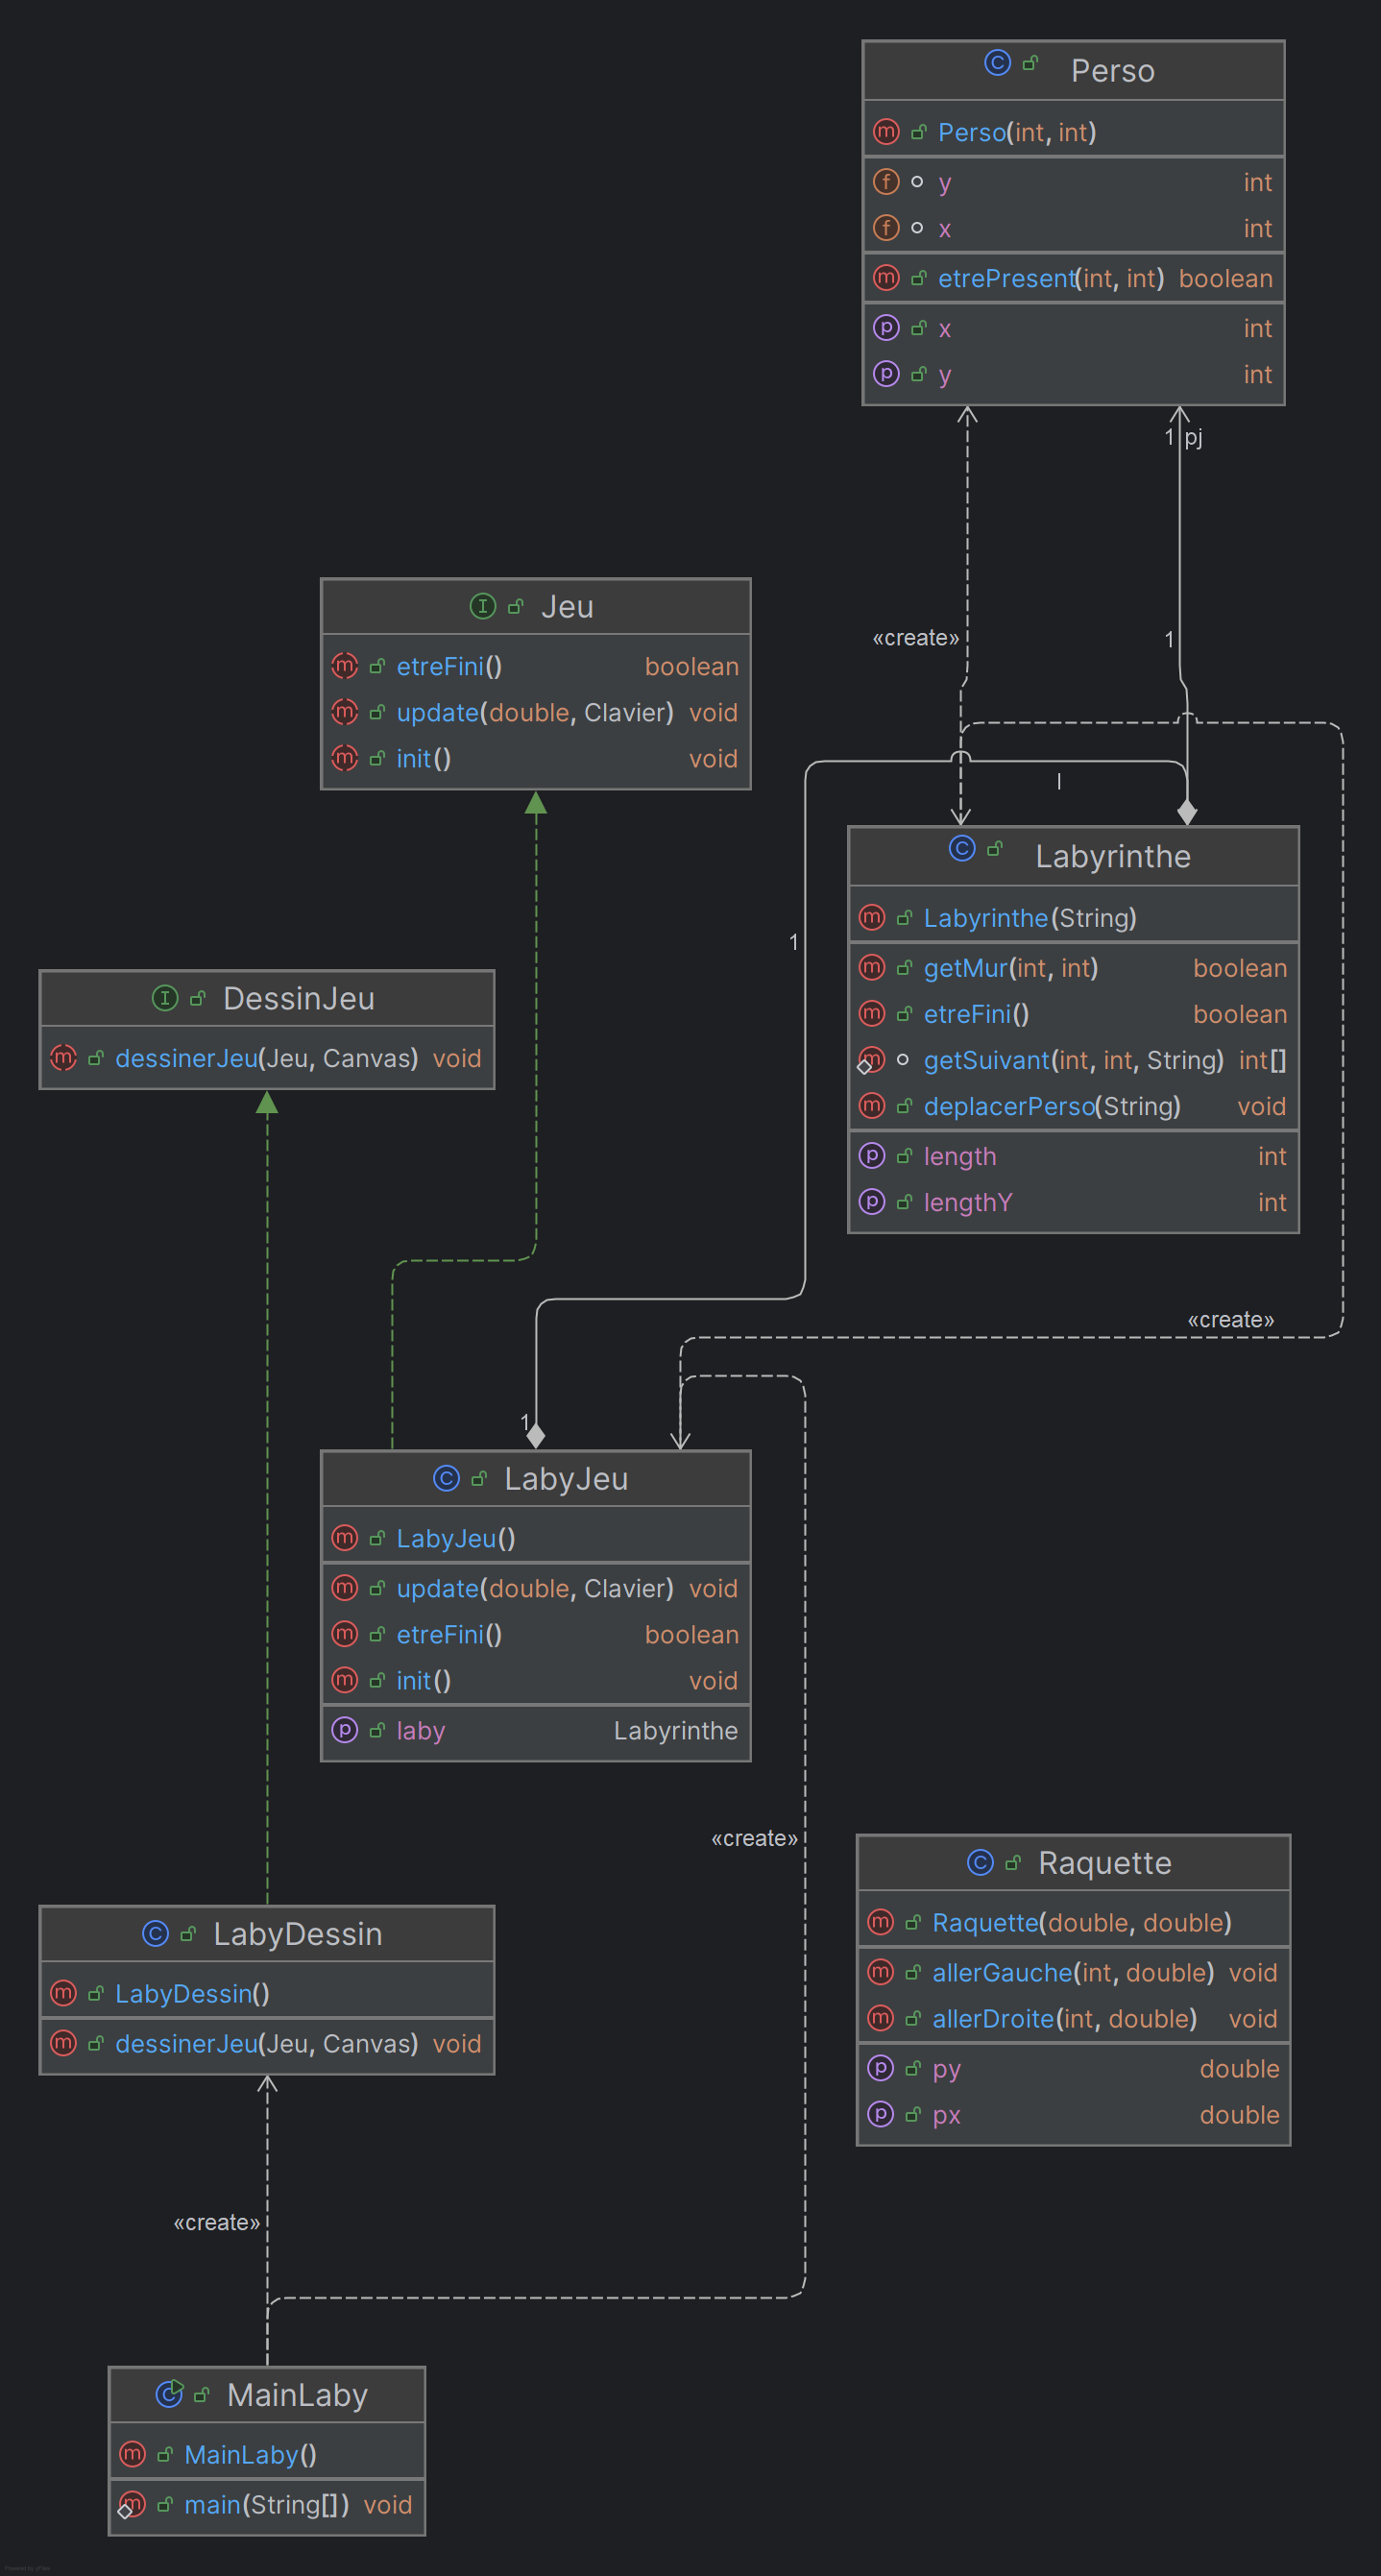 Perso
Perso(int, int)
y int
x int
etrePresent(int, int) boolean
x int
y int
1 pj
«create»
1
Jeu
etreFini() boolean
update(double, Clavier) void
init() void
l
Labyrinthe
Labyrinthe(String)
getMur(int, int) boolean
etreFini() boolean
getSuivant(int, int, String) int[]
deplacerPerso(String) void
length int
lengthY int
1
DessinJeu
dessinerJeu(Jeu, Canvas) void
«create»
1
LabyJeu
LabyJeu()
update(double, Clavier) void
etreFini() boolean
init() void
laby Labyrinthe
«create»
Raquette
Raquette(double, double)
allerGauche(int, double) void
allerDroite(int, double) void
py double
px double
LabyDessin
LabyDessin()
dessinerJeu(Jeu, Canvas) void
«create»
MainLaby
MainLaby()
main(String[]) void
Powered by yFiles